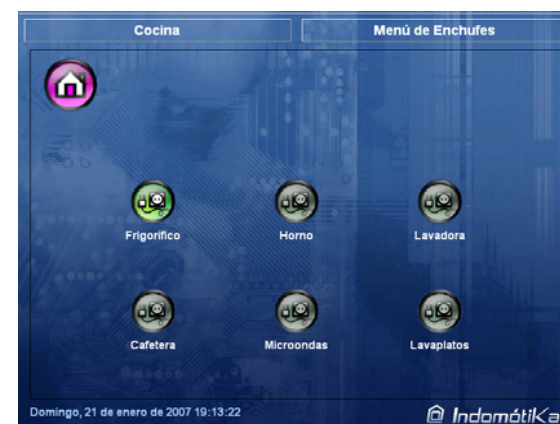 Cocina
Menú de Enchufes
Frigorífico
Horno
Lavadora
Cafetera
Microondas
Lavaplatos
Domingo, 21 de enero de 2007 19:13:22
IndomótiKa